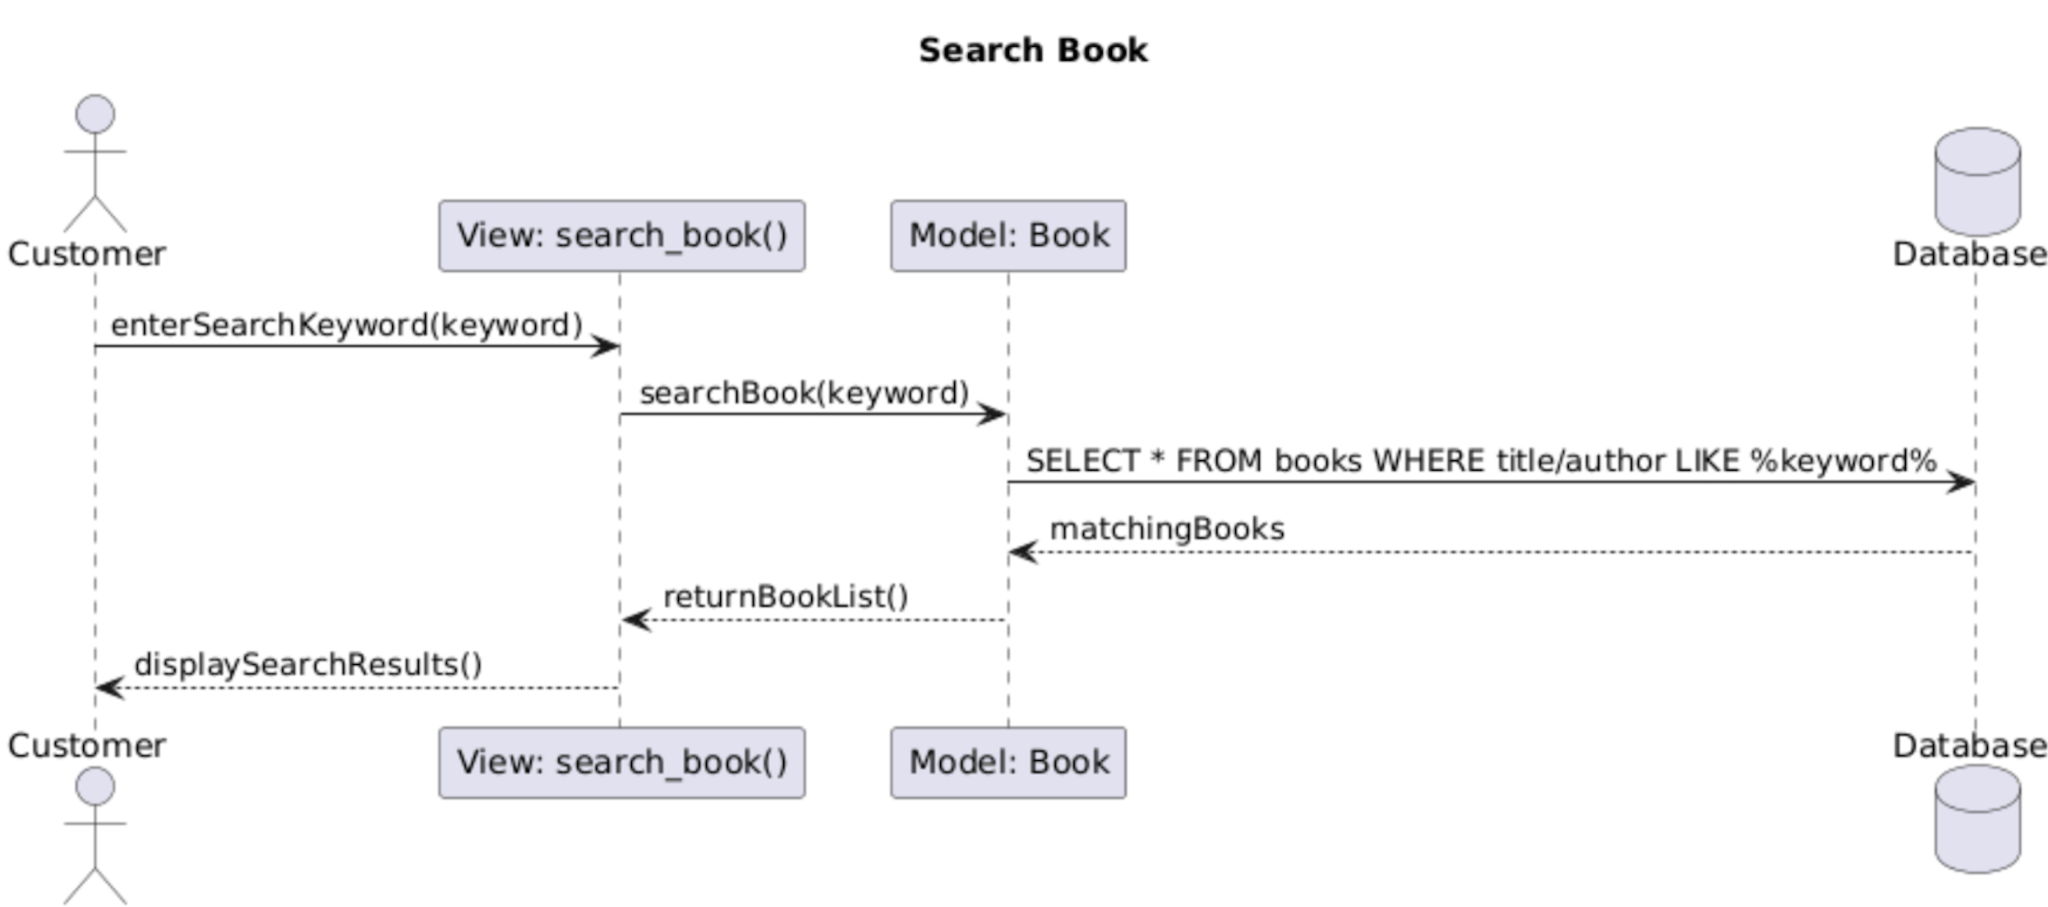 Search Book
Customer
View: search_book()
Model: Book
Database
enterSearchKeyword(keyword)
searchBook(keyword)
SELECT * FROM books WHERE title/author LIKE %keyword%
matchingBooks
returnBookList()
displaySearchResults()
Customer
View: search_book()
Model: Book
Database